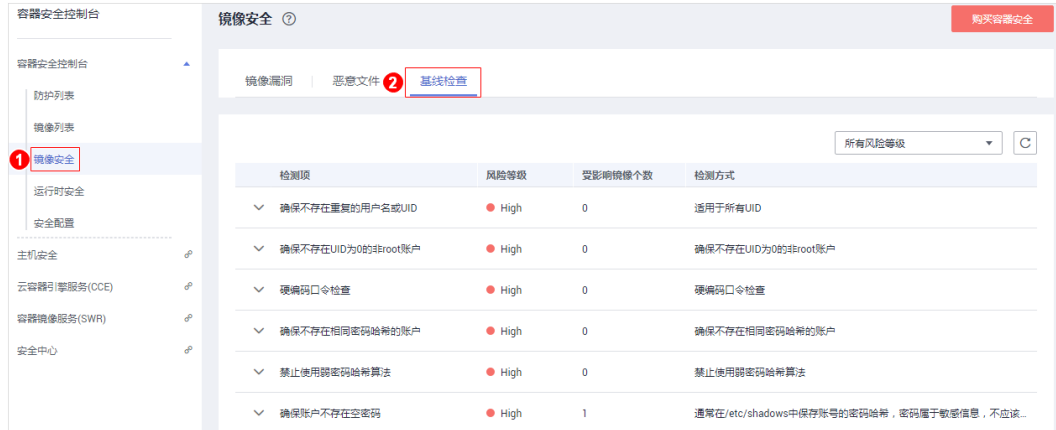 容器安全控制台
镜像安全
购买容器安全
容器安全控制台
防护列表
镜像列表
1
镜像安全
运行时安全
安全配置
主机安全
云容器引擎服务(CCE)
容器镜像服务(SWR)
安全中心
镜像漏洞 恶意文件 2 基线检查
所有风险等级
检测项 风险等级 受影响镜像个数 检测方式
确保不存在重复的用户名或UID High 0 适用于所有UID
确保不存在UID为0的非root账户 High 0 确保不存在UID为0的非root账户
硬编码口令检查 High 0 硬编码口令检查
确保不存在相同密码哈希的账户 High 0 确保不存在相同密码哈希的账户
禁止使用弱密码哈希算法 High 0 禁止使用弱密码哈希算法
确保账户不存在空密码 High 1 通常在/etc/shadows中保存账号的密码哈希，密码属于敏感信息，不应该...